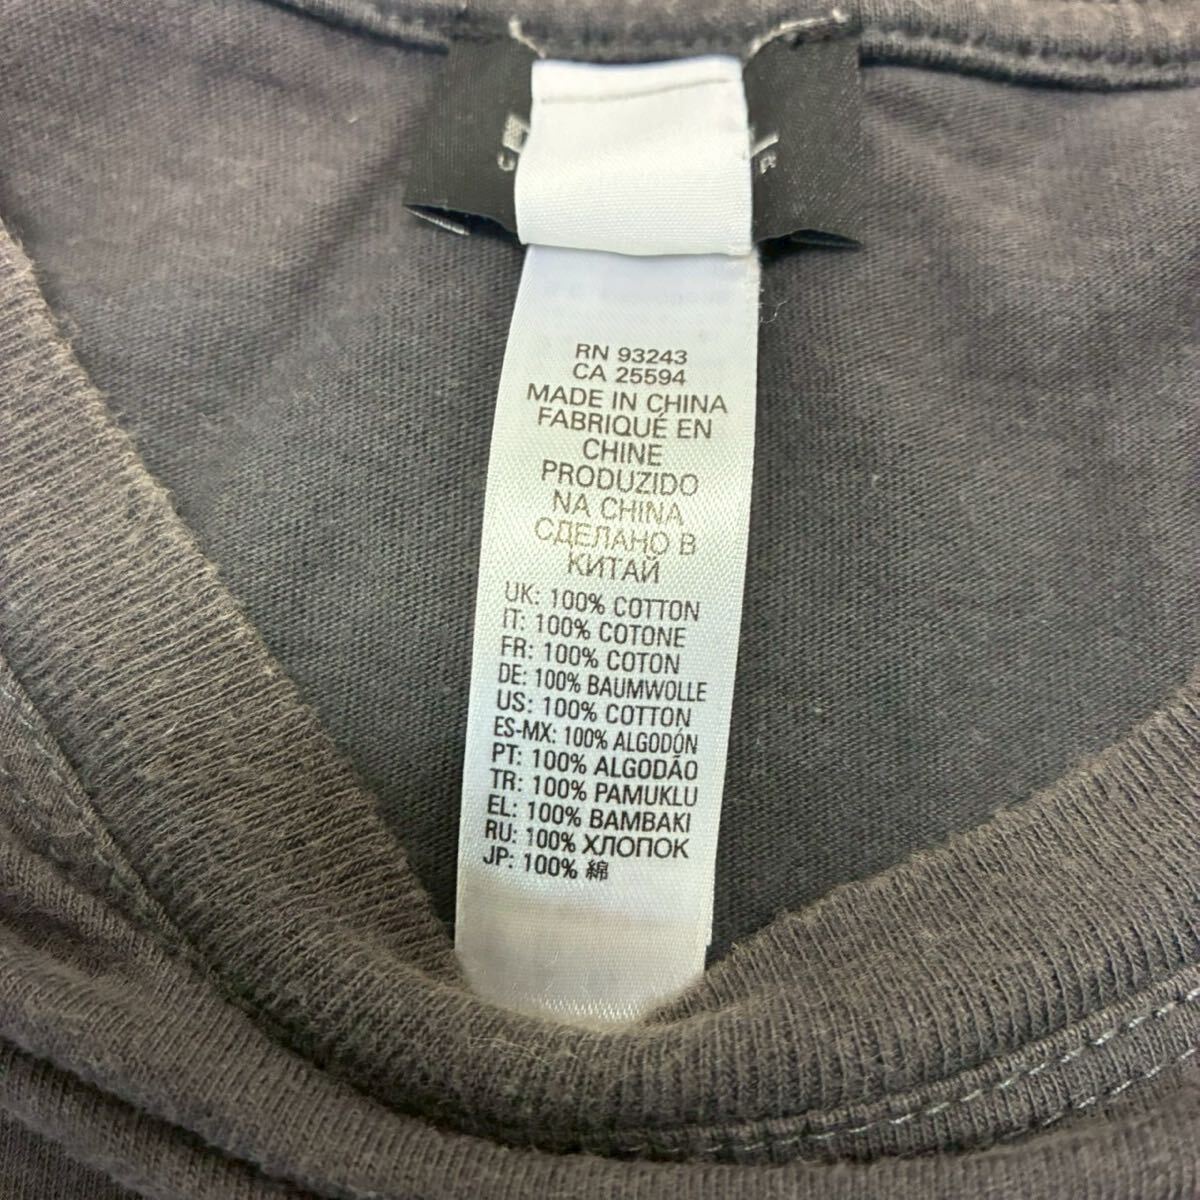 RN 93243
CA 25594
MADE IN CHINA
FABRIQUÉ EN
CHINE
PRODUZIDO
NA CHINA
СДЕЛАНО В
КИТАЙ
UK: 100% COTTON
IT: 100% COTONE
FR: 100% COTON
DE: 100% BAUMWOLLE
US: 100% COTTON
ES-MX: 100% ALGODÓN
PT: 100% ALGODÃO
TR: 100% PAMUKLU
EL: 100% BAMBAKI
RU: 100% ХЛОПОК
JP: 100% 綿